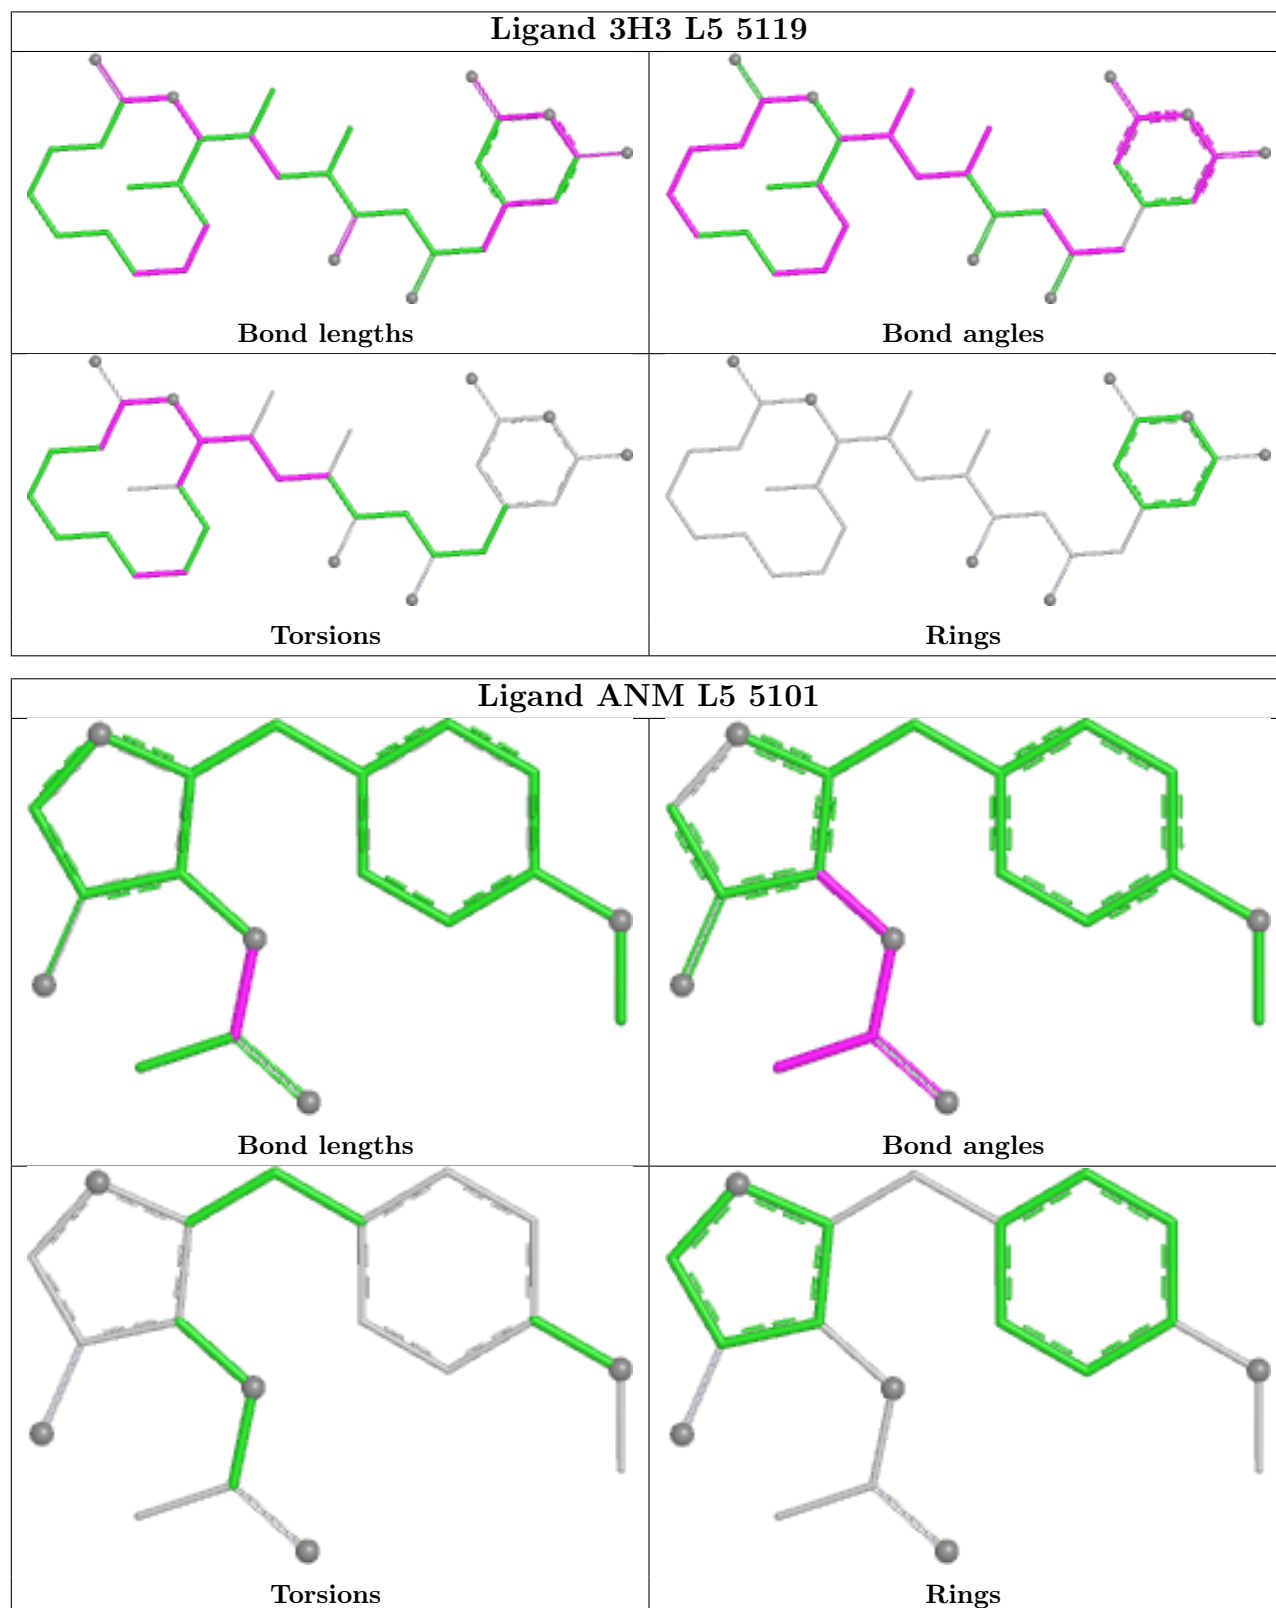 Ligand 3H3 L5 5119
Bond lengths
Bond angles
Torsions
Rings
Ligand ANM L5 5101
Bond lengths
Bond angles
Torsions
Rings